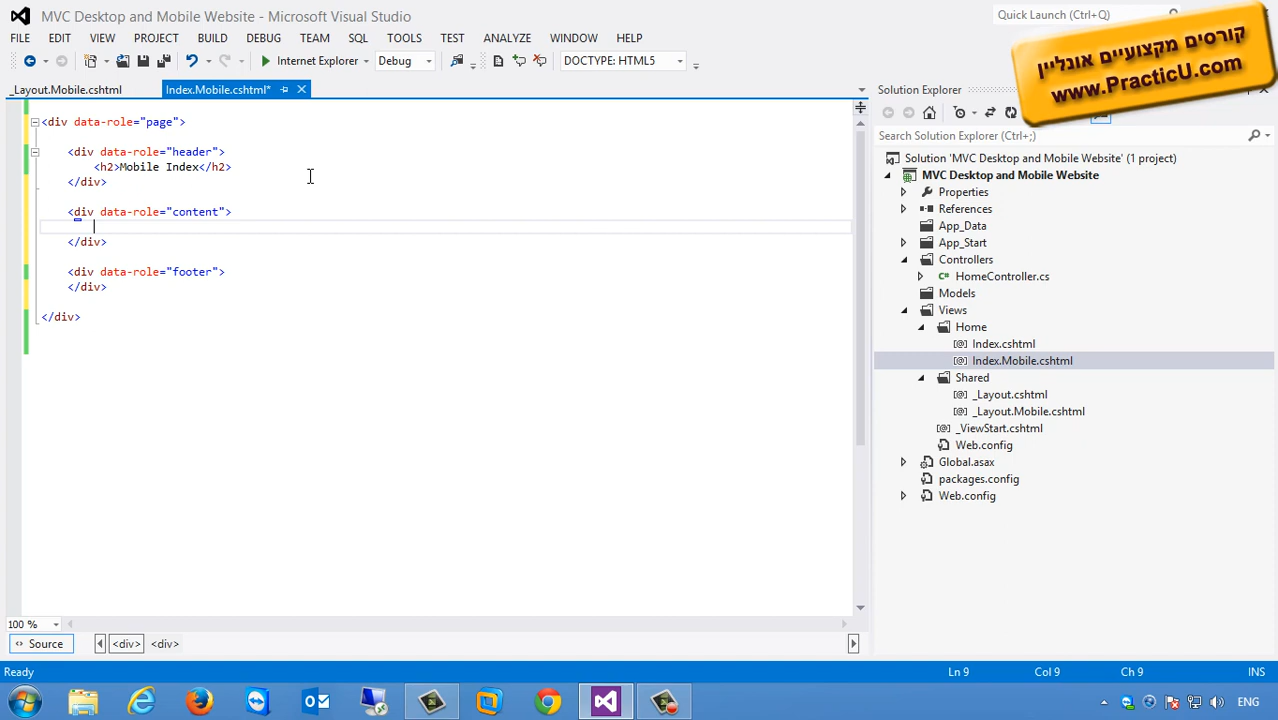 MVC Desktop and Mobile Website - Microsoft Visual Studio
Quick Launch (Ctrl+Q)
קורסים מקצועיים אונליין
www.PracticU.com
FILE EDIT VIEW PROJECT BUILD DEBUG TEAM SQL TOOLS TEST ANALYZE WINDOW HELP
Internet Explorer Debug DOCTYPE: HTML5
_Layout.Mobile.cshtml Index.Mobile.cshtml*
<div data-role="page">
<div data-role="header">
<h2>Mobile Index</h2>
</div>
<div data-role="content">
</div>
<div data-role="footer">
</div>
</div>
100 %
Source <div> <div>
Solution Explorer
Search Solution Explorer (Ctrl+;)
Solution 'MVC Desktop and Mobile Website' (1 project)
MVC Desktop and Mobile Website
Properties
References
App_Data
App_Start
Controllers
C# HomeController.cs
Models
Views
Home
Index.cshtml
Index.Mobile.cshtml
Shared
_Layout.cshtml
_Layout.Mobile.cshtml
_ViewStart.cshtml
Web.config
Global.asax
packages.config
Web.config
Ready Ln 9 Col 9 Ch 9 INS
ENG